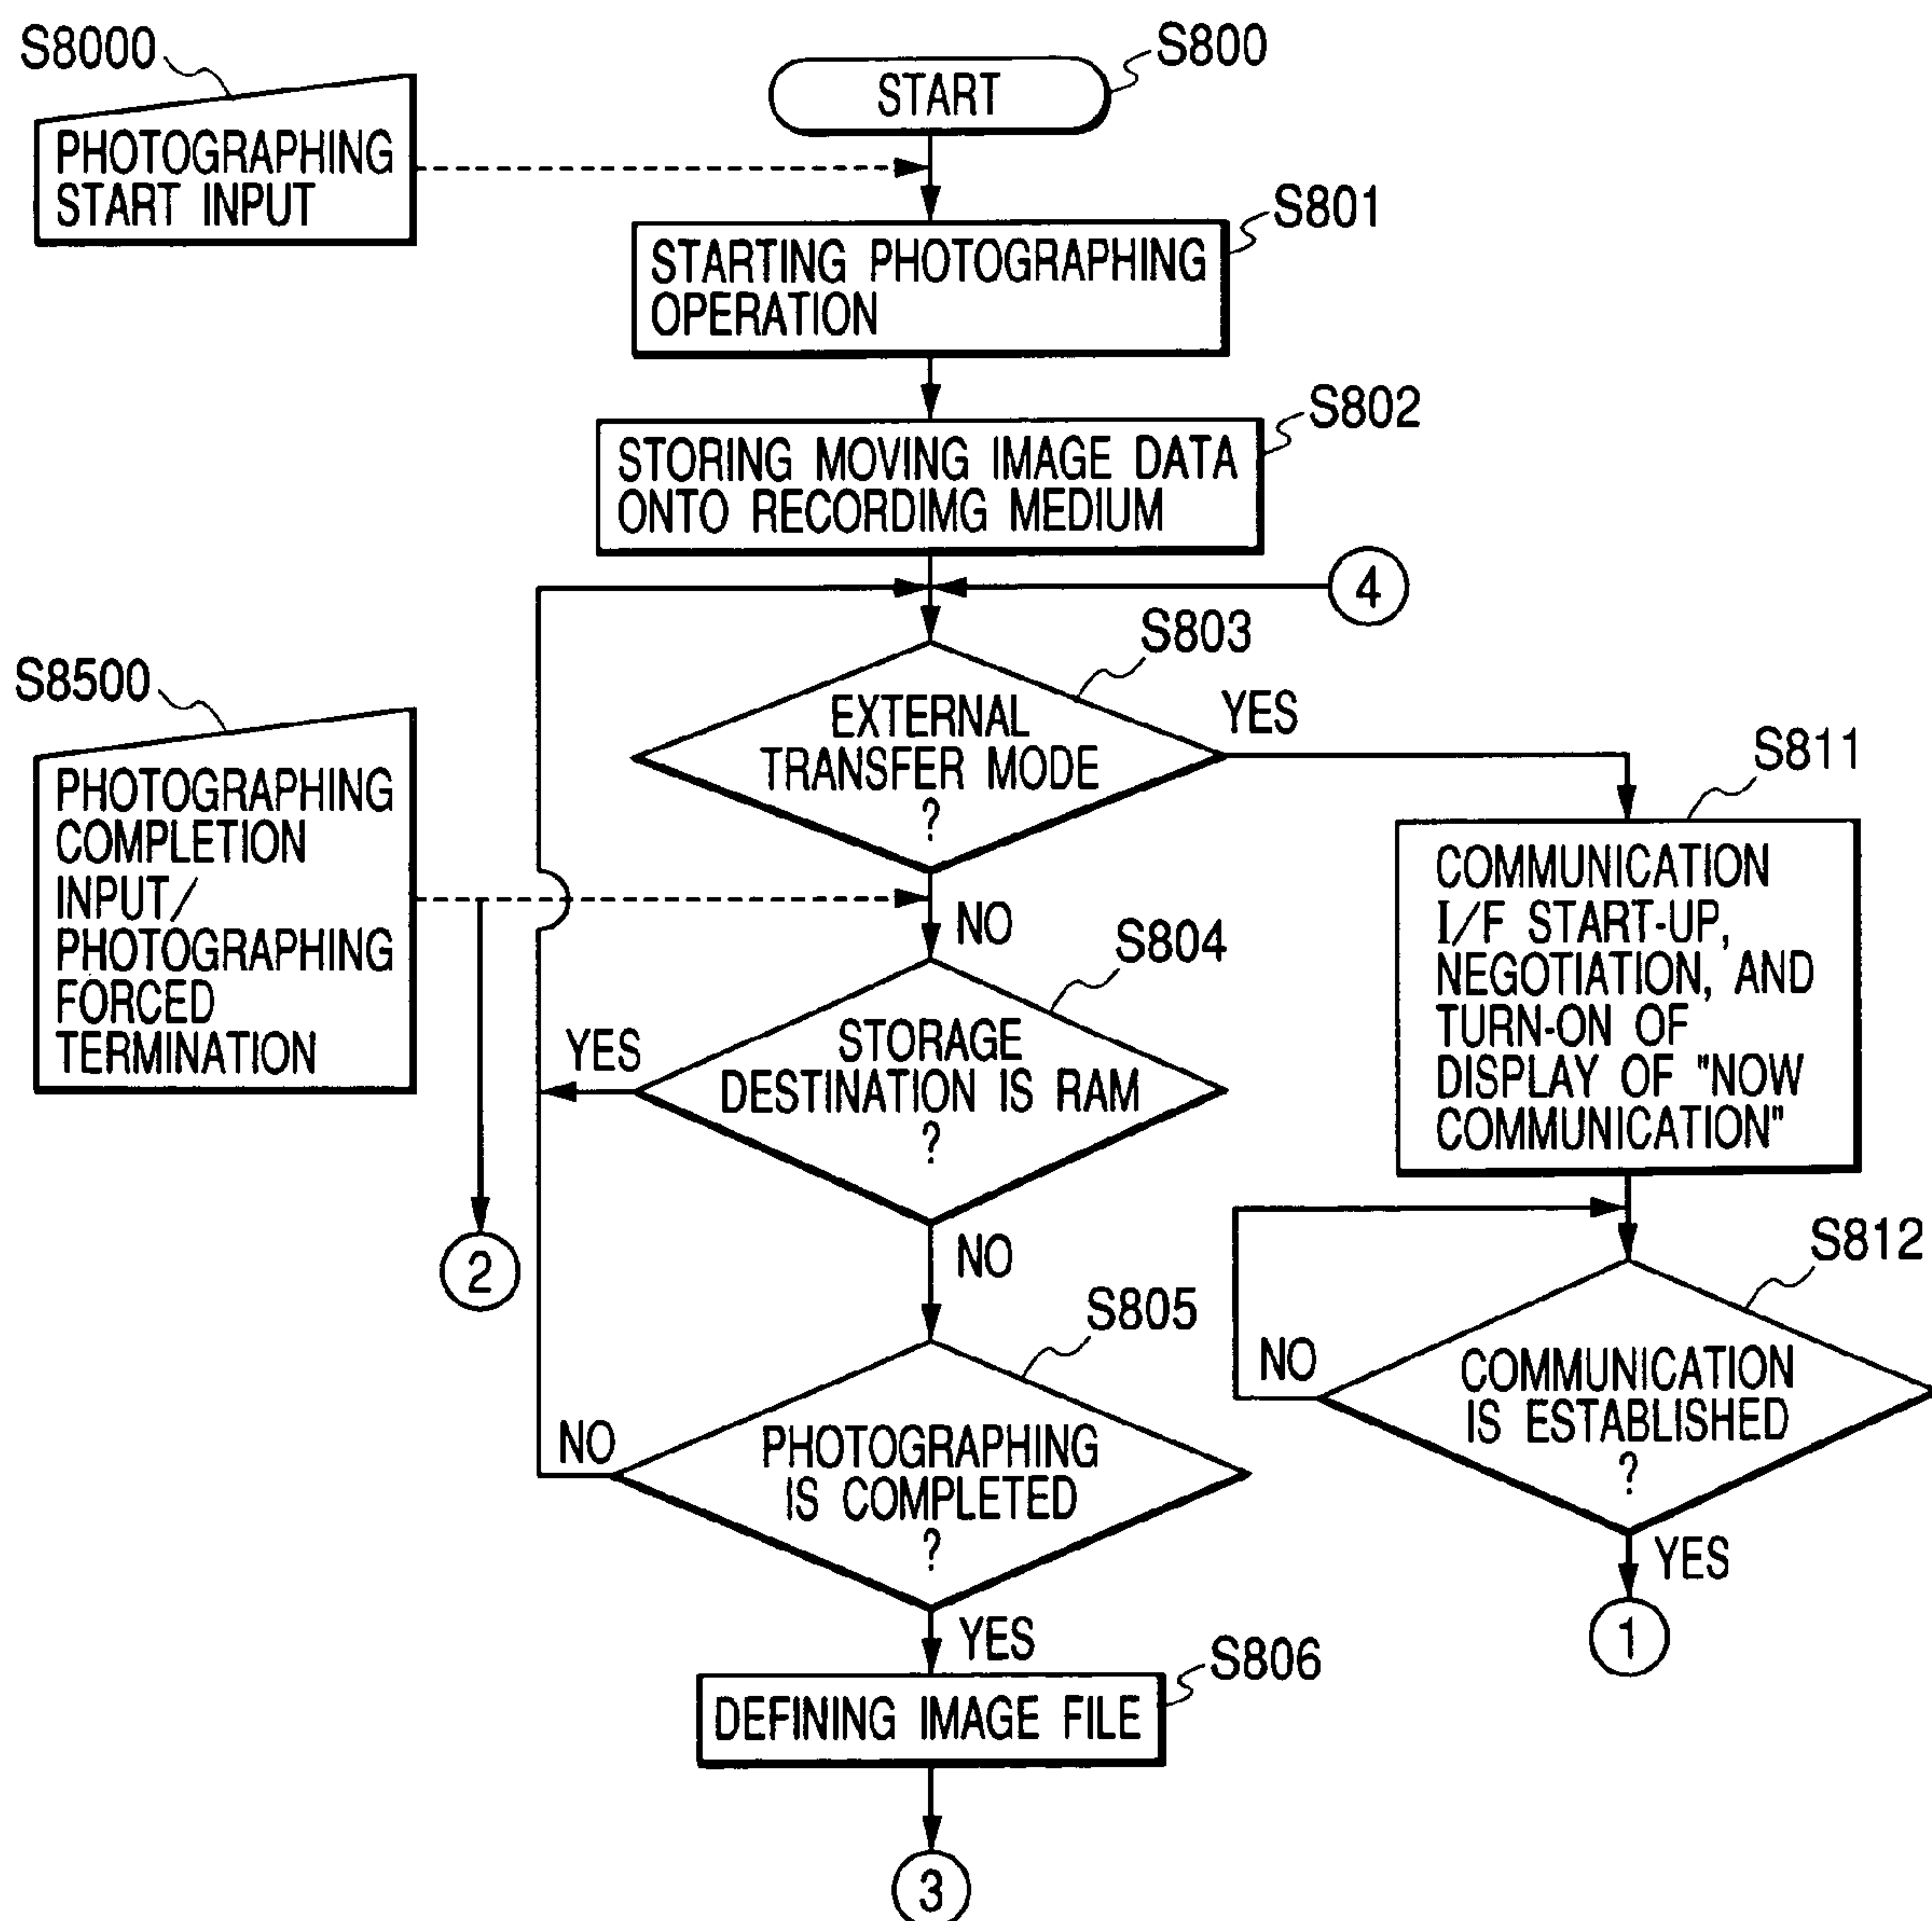 S8000
PHOTOGRAPHING
START INPUT
START
S800
S801
STARTING PHOTOGRAPHING
OPERATION
S802
STORING MOVING IMAGE DATA
ONTO RECORDIMG MEDIUM
4
S803
EXTERNAL
TRANSFER MODE
?
YES
NO
S8500
PHOTOGRAPHING
COMPLETION
INPUT/
PHOTOGRAPHING
FORCED
TERMINATION
2
S804
STORAGE
DESTINATION IS RAM
?
YES
NO
S805
PHOTOGRAPHING
IS COMPLETED
?
NO
YES
S806
DEFINING IMAGE FILE
3
S811
COMMUNICATION
I/F START-UP,
NEGOTIATION, AND
TURN-ON OF
DISPLAY OF "NOW
COMMUNICATION"
S812
COMMUNICATION
IS ESTABLISHED
?
NO
YES
1